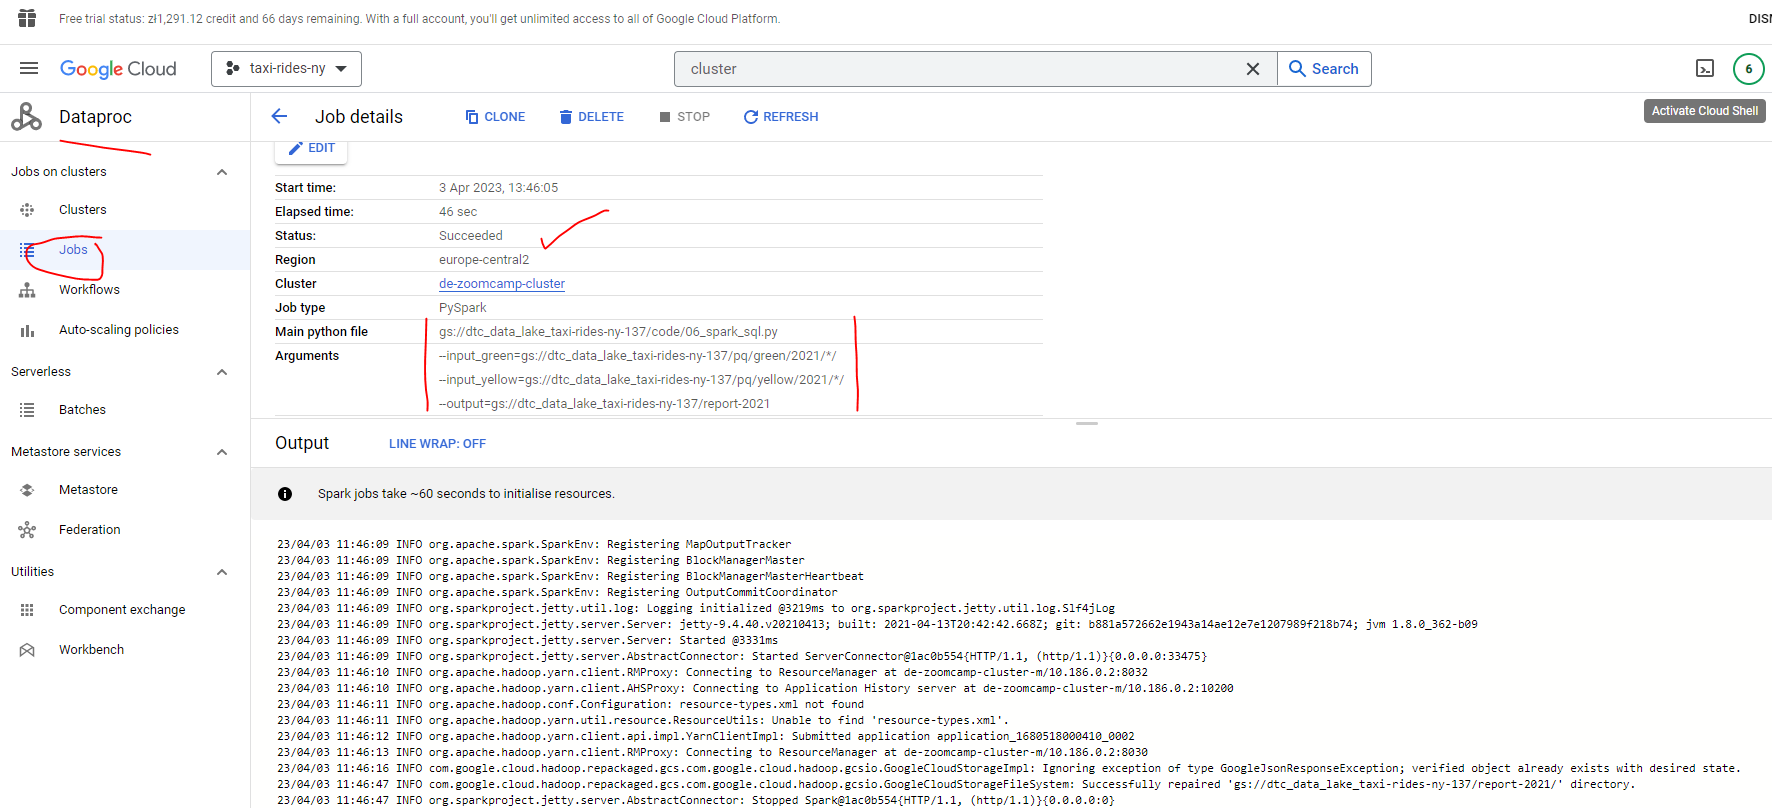 Free trial status: zł1,291.12 credit and 66 days remaining. With a full account, you'll get unlimited access to all of Google Cloud Platform.
DISM
Google Cloud
taxi-rides-ny
cluster
Search
6
Dataproc
Job details
CLONE
DELETE
STOP
REFRESH
Activate Cloud Shell
Jobs on clusters
Clusters
Jobs
Workflows
Auto-scaling policies
Serverless
Batches
Metastore services
Metastore
Federation
Utilities
Component exchange
Workbench
EDIT
Start time: 3 Apr 2023, 13:46:05
Elapsed time: 46 sec
Status: Succeeded
Region europe-central2
Cluster de-zoomcamp-cluster
Job type PySpark
Main python file gs://dtc_data_lake_taxi-rides-ny-137/code/06_spark_sql.py
Arguments --input_green=gs://dtc_data_lake_taxi-rides-ny-137/pq/green/2021/*/
--input_yellow=gs://dtc_data_lake_taxi-rides-ny-137/pq/yellow/2021/*/
--output=gs://dtc_data_lake_taxi-rides-ny-137/report-2021
Output
LINE WRAP: OFF
Spark jobs take ~60 seconds to initialise resources.
23/04/03 11:46:09 INFO org.apache.spark.SparkEnv: Registering MapOutputTracker
23/04/03 11:46:09 INFO org.apache.spark.SparkEnv: Registering BlockManagerMaster
23/04/03 11:46:09 INFO org.apache.spark.SparkEnv: Registering BlockManagerMasterHeartbeat
23/04/03 11:46:09 INFO org.apache.spark.SparkEnv: Registering OutputCommitCoordinator
23/04/03 11:46:09 INFO org.sparkproject.jetty.util.log: Logging initialized @3219ms to org.sparkproject.jetty.util.log.Slf4jLog
23/04/03 11:46:09 INFO org.sparkproject.jetty.server.Server: jetty-9.4.40.v20210413; built: 2021-04-13T20:42:42.668Z; git: b881a572662e1943a14ae12e7e1207989f218b74; jvm 1.8.0_362-b09
23/04/03 11:46:09 INFO org.sparkproject.jetty.server.Server: Started @3331ms
23/04/03 11:46:09 INFO org.sparkproject.jetty.server.AbstractConnector: Started ServerConnector@1ac0b554{HTTP/1.1, (http/1.1)}{0.0.0.0:33475}
23/04/03 11:46:10 INFO org.apache.hadoop.yarn.client.RMProxy: Connecting to ResourceManager at de-zoomcamp-cluster-m/10.186.0.2:8032
23/04/03 11:46:10 INFO org.apache.hadoop.yarn.client.AHSProxy: Connecting to Application History server at de-zoomcamp-cluster-m/10.186.0.2:10200
23/04/03 11:46:11 INFO org.apache.hadoop.conf.Configuration: resource-types.xml not found
23/04/03 11:46:11 INFO org.apache.hadoop.yarn.util.resource.ResourceUtils: Unable to find 'resource-types.xml'.
23/04/03 11:46:12 INFO org.apache.hadoop.yarn.client.api.impl.YarnClientImpl: Submitted application application_1680518000410_0002
23/04/03 11:46:13 INFO org.apache.hadoop.yarn.client.RMProxy: Connecting to ResourceManager at de-zoomcamp-cluster-m/10.186.0.2:8030
23/04/03 11:46:16 INFO com.google.cloud.hadoop.repackaged.gcs.com.google.cloud.hadoop.gcsio.GoogleCloudStorageImpl: Ignoring exception of type GoogleJsonResponseException; verified object already exists with desired state.
23/04/03 11:46:47 INFO com.google.cloud.hadoop.repackaged.gcs.com.google.cloud.hadoop.gcsio.GoogleCloudStorageFileSystem: Successfully repaired 'gs://dtc_data_lake_taxi-rides-ny-137/report-2021/' directory.
23/04/03 11:46:47 INFO org.sparkproject.jetty.server.AbstractConnector: Stopped Spark@1ac0b554{HTTP/1.1, (http/1.1)}{0.0.0.0:0}